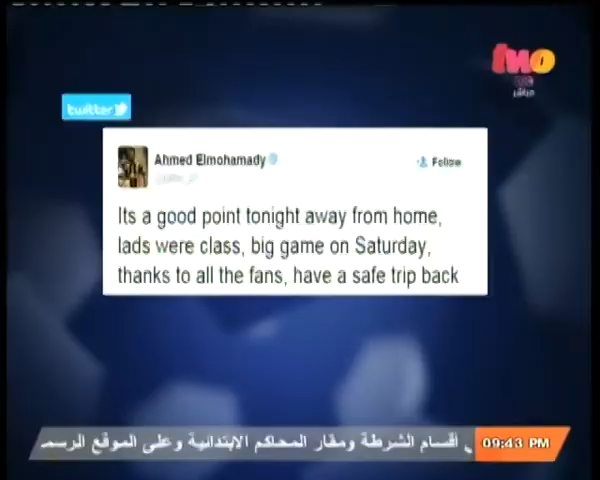 two
مباشر
twitter
Ahmed Elmohamady
Follow
Its a good point tonight away from home,
lads were class, big game on Saturday,
thanks to all the fans, have a safe trip back
أقسام الشرطة ومقار المحاكم الابتدائية وعلى الموقع الرسمـ
09:43 PM